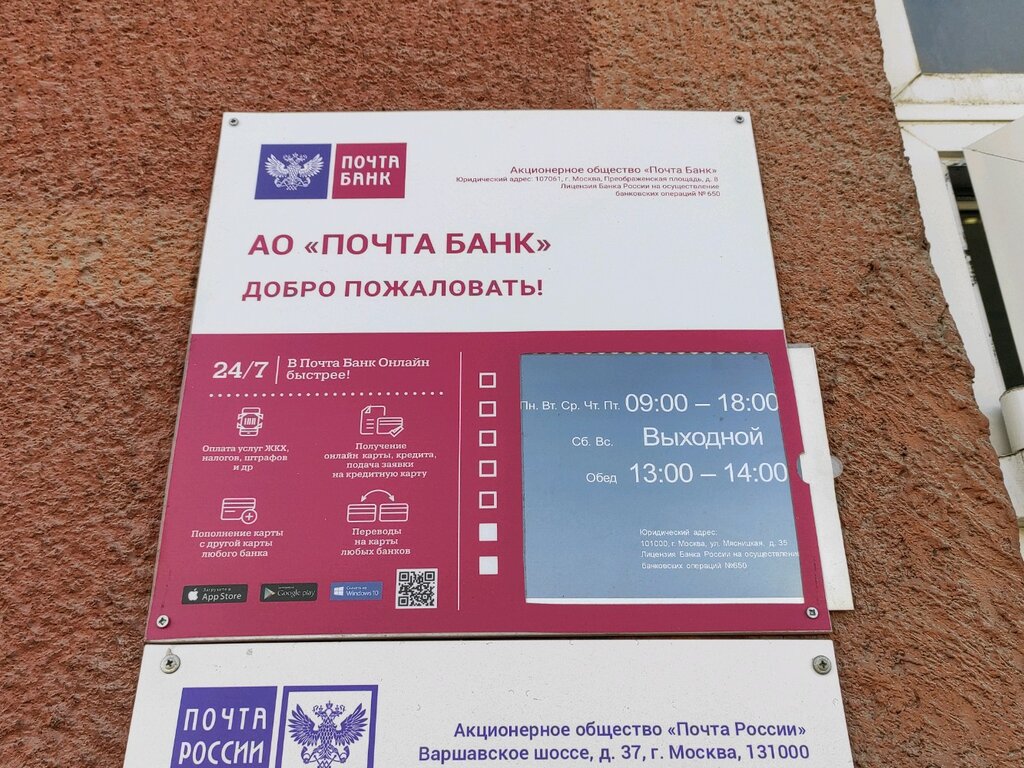 ПОЧТА
БАНК
Акционерное общество «Почта Банк»
Юридический адрес: 107061, г. Москва, Преображенская площадь, д. 8
Лицензия Банка России на осуществление
банковских операций №650
АО «ПОЧТА БАНК»
ДОБРО ПОЖАЛОВАТЬ!
24/7
В Почта Банк Онлайн
быстрее!
Оплата услуг ЖКХ,
налогов, штрафов
и др
Получение
онлайн карты, кредита,
подача заявки
на кредитную карту
Пополнение карты
с другой карты
любого банка
Переводы
на карты
любых банков
Загрузите в
App Store
Google play
Windows 10
Пн. Вт. Ср. Чт. Пт. 09:00 – 18:00
Сб. Вс. Выходной
Обед 13:00 – 14:00
Юридический адрес:
101000, г. Москва, ул. Мясницкая, д. 35
Лицензия Банка России на осуществлени
банковских операций №650
ПОЧТА
РОССИИ
Акционерное общество «Почта России»
Варшавское шоссе, д. 37, г. Москва, 131000